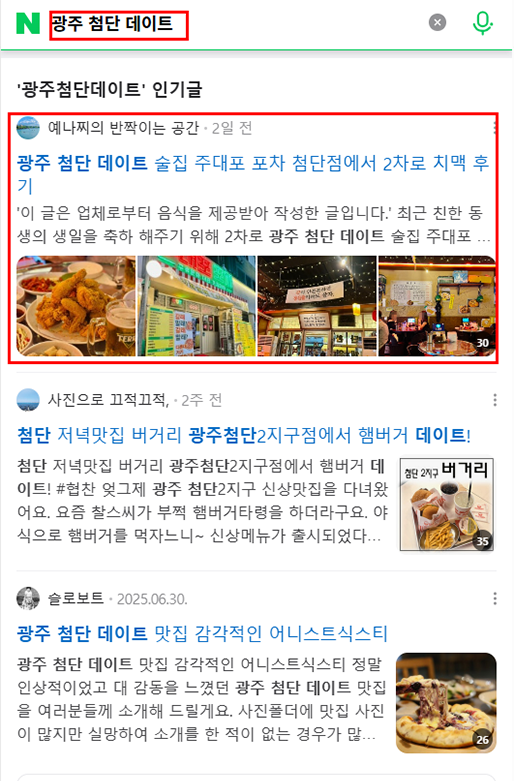 N 광주 첨단 데이트
'광주첨단데이트' 인기글
예나찌의 반짝이는 공간 · 2일 전
광주 첨단 데이트 술집 주대포 포차 첨단점에서 2차로 치맥 후
기
'이 글은 업체로부터 음식을 제공받아 작성한 글입니다.' 최근 친한 동
생의 생일을 축하 해주기 위해 2차로 광주 첨단 데이트 술집 주대포 ...
30
사진으로 끄적끄적, · 2주 전
첨단 저녁맛집 버거리 광주첨단2지구점에서 햄버거 데이트!
첨단 저녁맛집 버거리 광주첨단2지구점에서 햄버거 데
이트! #협찬 엊그제 광주 첨단2지구 신상맛집을 다녀왔
어요. 요즘 찰스씨가 부쩍 햄버거타령을 하더라구요. 야
식으로 햄버거를 먹자느니~ 신상메뉴가 출시되었다...
첨단 2지구 버거리
35
슬로보트 · 2025.06.30.
광주 첨단 데이트 맛집 감각적인 어니스트식스티
광주 첨단 데이트 맛집 감각적인 어니스트식스티 정말
인상적이었고 대 감동을 느꼈던 광주 첨단 데이트 맛집
을 여러분들께 소개해 드릴게요. 사진폴더에 맛집 사진
이 많지만 실망하여 소개를 한 적이 없는 경우가 많...
26